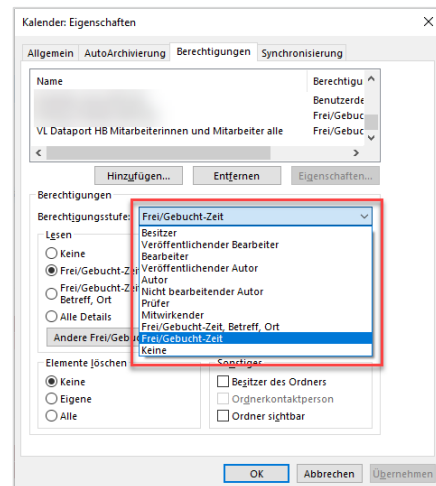 Kalender: Eigenschaften
Allgemein AutoArchivierung Berechtigungen Synchronisierung
Name Berechtigu
Benutzerde
Frei/Gebuc
VL Dataport HB Mitarbeiterinnen und Mitarbeiter alle Frei/Gebuc
Hinzufügen... Entfernen Eigenschaften...
Berechtigungen
Berechtigungsstufe: Frei/Gebucht-Zeit
Besitzer
Veröffentlichender Bearbeiter
Bearbeiter
Veröffentlichender Autor
Autor
Nicht bearbeitender Autor
Prüfer
Mitwirkender
Frei/Gebucht-Zeit, Betreff, Ort
Frei/Gebucht-Zeit
Keine
Lesen
Keine
Frei/Gebucht-Zeit
Frei/Gebucht-Ze
Betreff, Ort
Alle Details
Andere Frei/Gebu
Elemente löschen
Keine
Eigene
Alle
Sonstiges
Besitzer des Ordners
Ordnerkontaktperson
Ordner sichtbar
OK Abbrechen Übernehmen